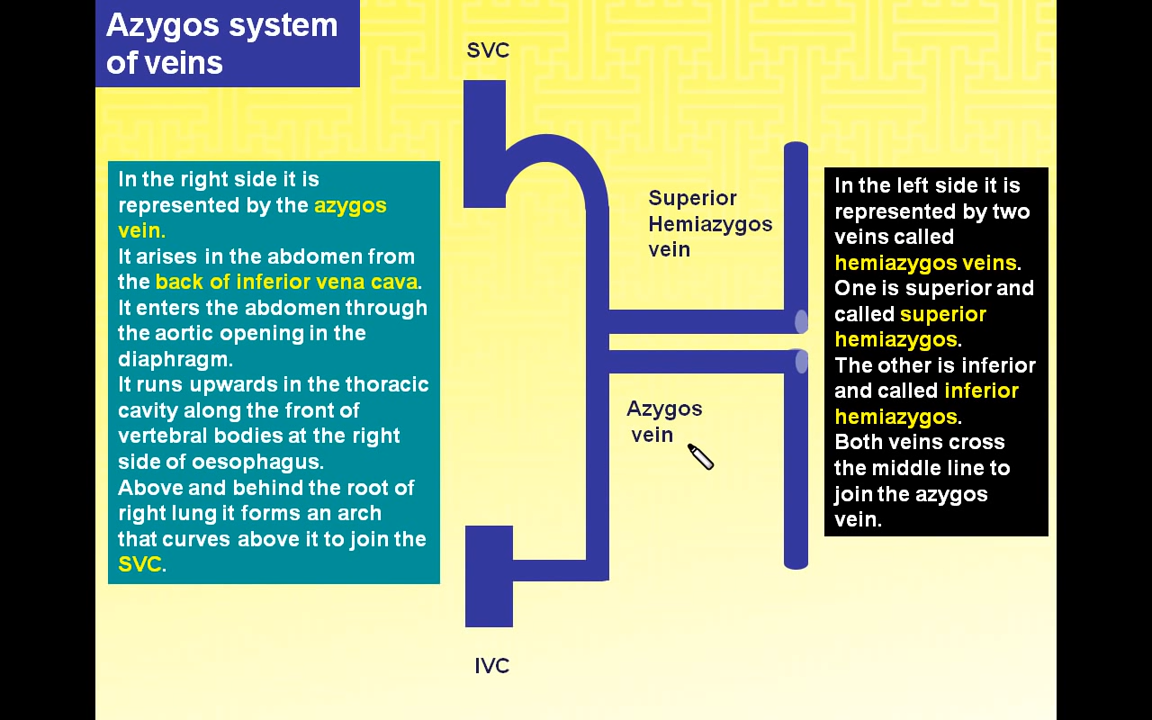 Azygos system
of veins
SVC
In the right side it is
represented by the azygos
vein.
It arises in the abdomen from
the back of inferior vena cava.
It enters the abdomen through
the aortic opening in the
diaphragm.
It runs upwards in the thoracic
cavity along the front of
vertebral bodies at the right
side of oesophagus.
Above and behind the root of
right lung it forms an arch
that curves above it to join the
SVC.
Superior
Hemiazygos
vein
Azygos
vein
IVC
In the left side it is
represented by two
veins called
hemiazygos veins.
One is superior and
called superior
hemiazygos.
The other is inferior
and called inferior
hemiazygos.
Both veins cross
the middle line to
join the azygos
vein.